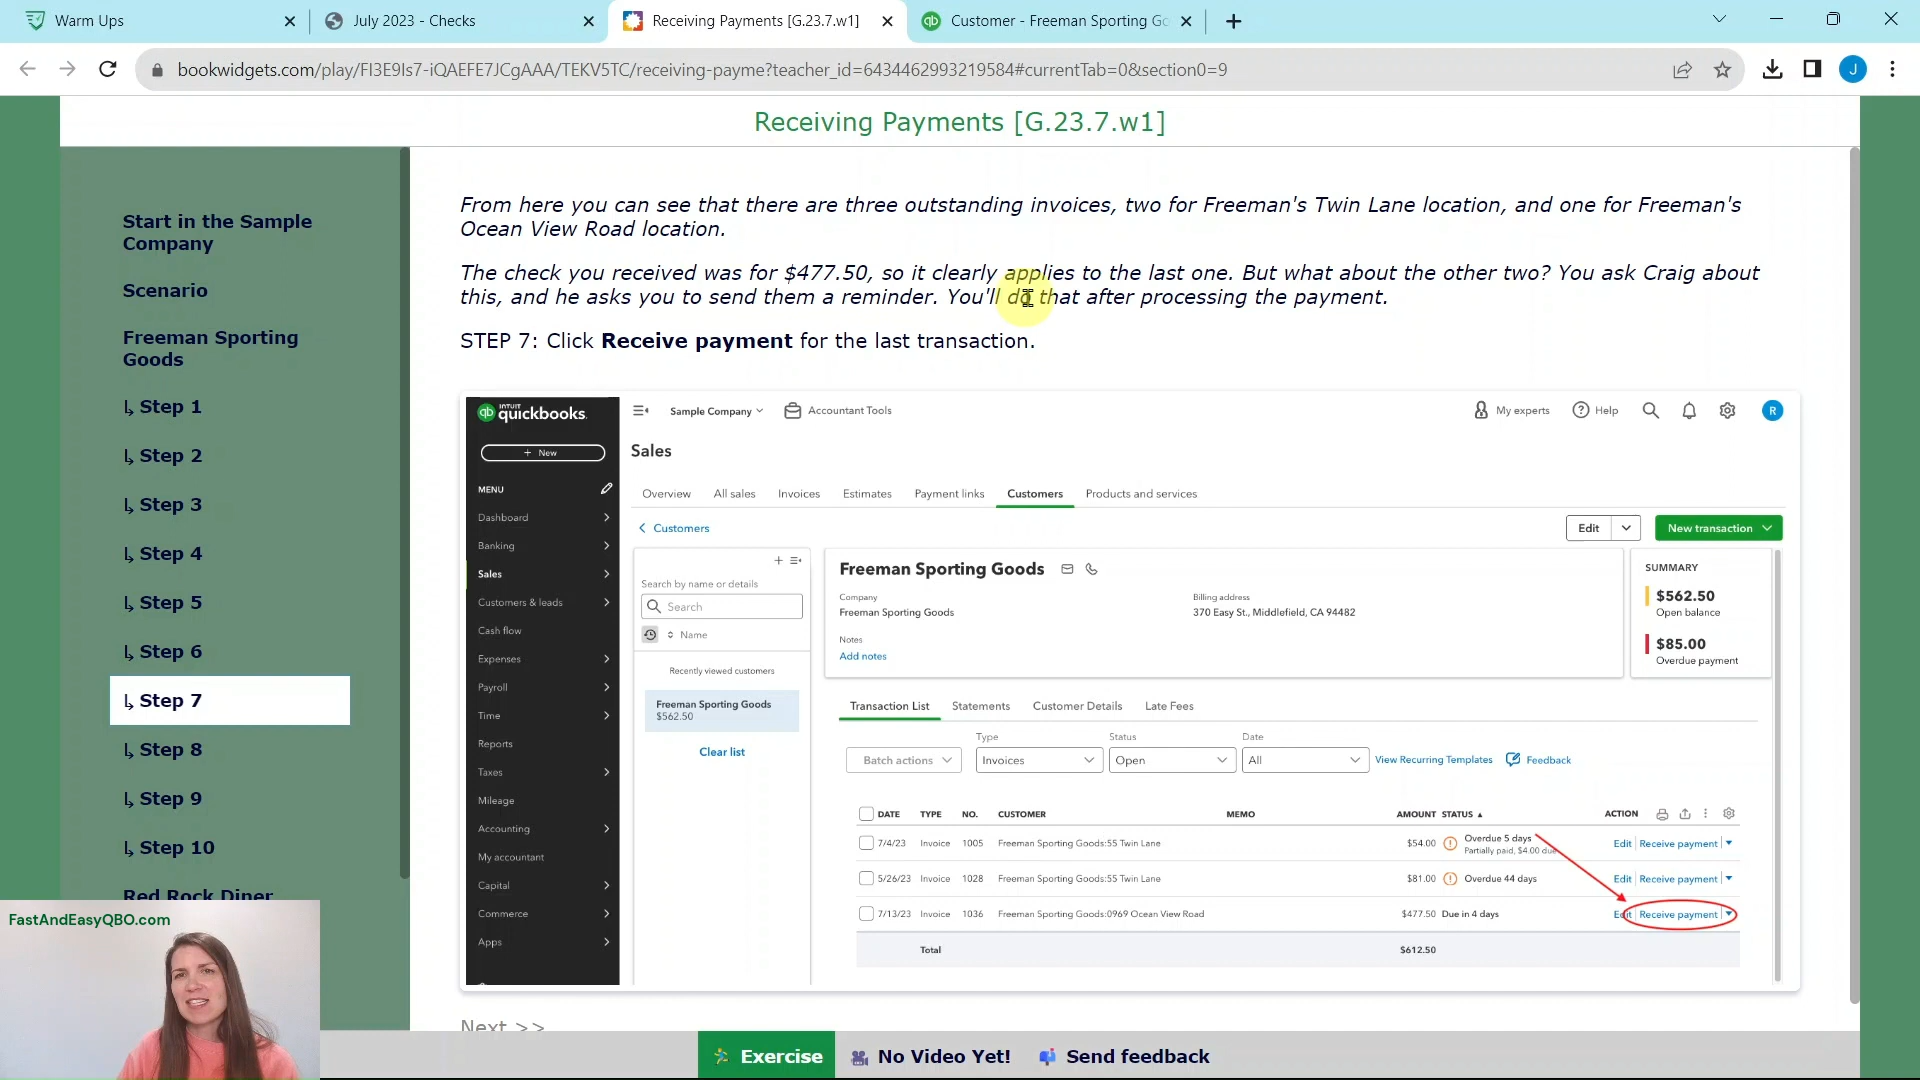 Warm Ups
July 2023 - Checks
Receiving Payments [G.23.7.w1]
Customer - Freeman Sporting Go
bookwidgets.com/play/FI3E9Is7-iQAEFE7JCgAAA/TEKV5TC/receiving-payme?teacher_id=6434462993219584#currentTab=0&section0=9
J
Receiving Payments [G.23.7.w1]
Start in the Sample
Company
Scenario
Freeman Sporting
Goods
↳ Step 1
↳ Step 2
↳ Step 3
↳ Step 4
↳ Step 5
↳ Step 6
↳ Step 7
↳ Step 8
↳ Step 9
↳ Step 10
Red Rock Diner
FastAndEasyQBO.com
From here you can see that there are three outstanding invoices, two for Freeman's Twin Lane location, and one for Freeman's
Ocean View Road location.
The check you received was for $477.50, so it clearly applies to the last one. But what about the other two? You ask Craig about
this, and he asks you to send them a reminder. You'll do that after processing the payment.
STEP 7: Click Receive payment for the last transaction.
qb INTUIT quickbooks.
+ New
MENU
Dashboard
Banking
Sales
Customers & leads
Cash flow
Expenses
Payroll
Time
Reports
Taxes
Mileage
Accounting
My accountant
Capital
Commerce
Apps
Sample Company
Accountant Tools
My experts
Help
R
Sales
Overview All sales Invoices Estimates Payment links Customers Products and services
Customers
Edit
New transaction
Search by name or details
Search
Name
Recently viewed customers
Freeman Sporting Goods
$562.50
Clear list
Freeman Sporting Goods
Company
Freeman Sporting Goods
Billing address
370 Easy St., Middlefield, CA 94482
Notes
Add notes
SUMMARY
$562.50
Open balance
$85.00
Overdue payment
Transaction List Statements Customer Details Late Fees
Type Status Date
Batch actions Invoices Open All View Recurring Templates Feedback
DATE TYPE NO. CUSTOMER MEMO AMOUNT STATUS ▲ ACTION
7/4/23 Invoice 1005 Freeman Sporting Goods:55 Twin Lane $54.00 Overdue 5 days Edit Receive payment
Partially paid, $4.00 due
5/26/23 Invoice 1028 Freeman Sporting Goods:55 Twin Lane $81.00 Overdue 44 days Edit Receive payment
7/13/23 Invoice 1036 Freeman Sporting Goods:0969 Ocean View Road $477.50 Due in 4 days Edit Receive payment
Total $612.50
Next >>
Exercise
No Video Yet!
Send feedback